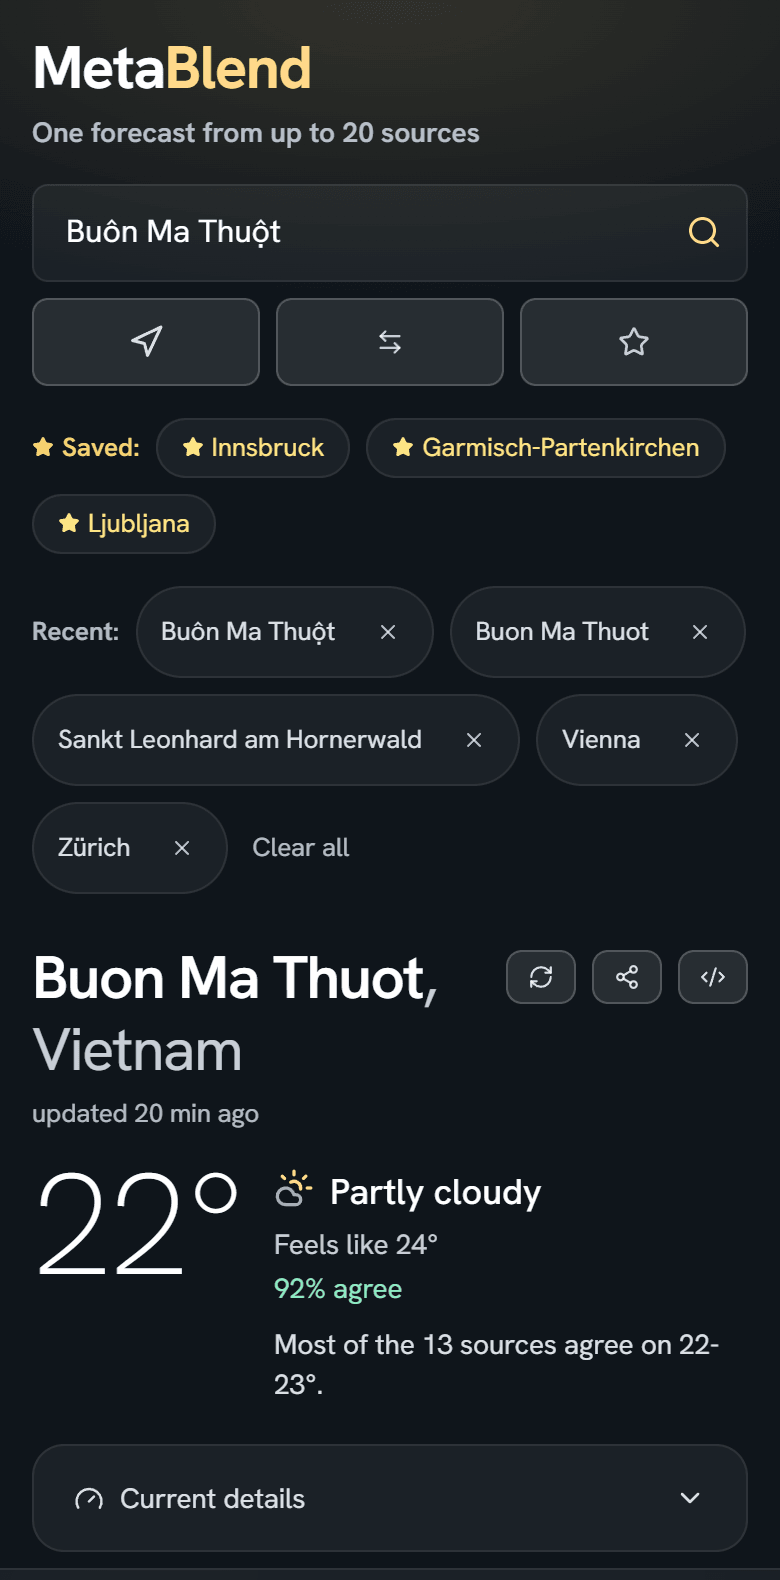 MetaBlend
One forecast from up to 20 sources
Buôn Ma Thuột
Saved: Innsbruck Garmisch-Partenkirchen
Ljubljana
Recent: Buôn Ma Thuột Buon Ma Thuot
Sankt Leonhard am Hornerwald Vienna
Zürich Clear all
Buon Ma Thuot,
Vietnam
updated 20 min ago
22°
Partly cloudy
Feels like 24°
92% agree
Most of the 13 sources agree on 22-
23°.
Current details